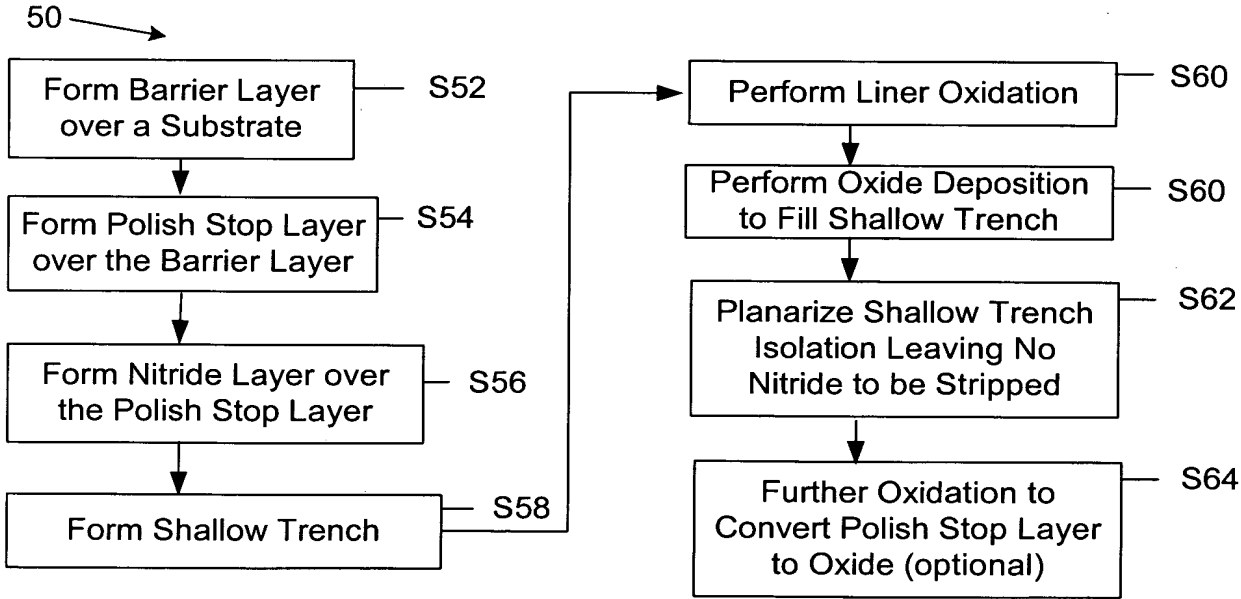 50
Form Barrier Layer
over a Substrate
S52
Form Polish Stop Layer
over the Barrier Layer
S54
Form Nitride Layer over
the Polish Stop Layer
S56
Form Shallow Trench
S58
Perform Liner Oxidation
S60
Perform Oxide Deposition
to Fill Shallow Trench
S60
Planarize Shallow Trench
Isolation Leaving No
Nitride to be Stripped
S62
Further Oxidation to
Convert Polish Stop Layer
to Oxide (optional)
S64